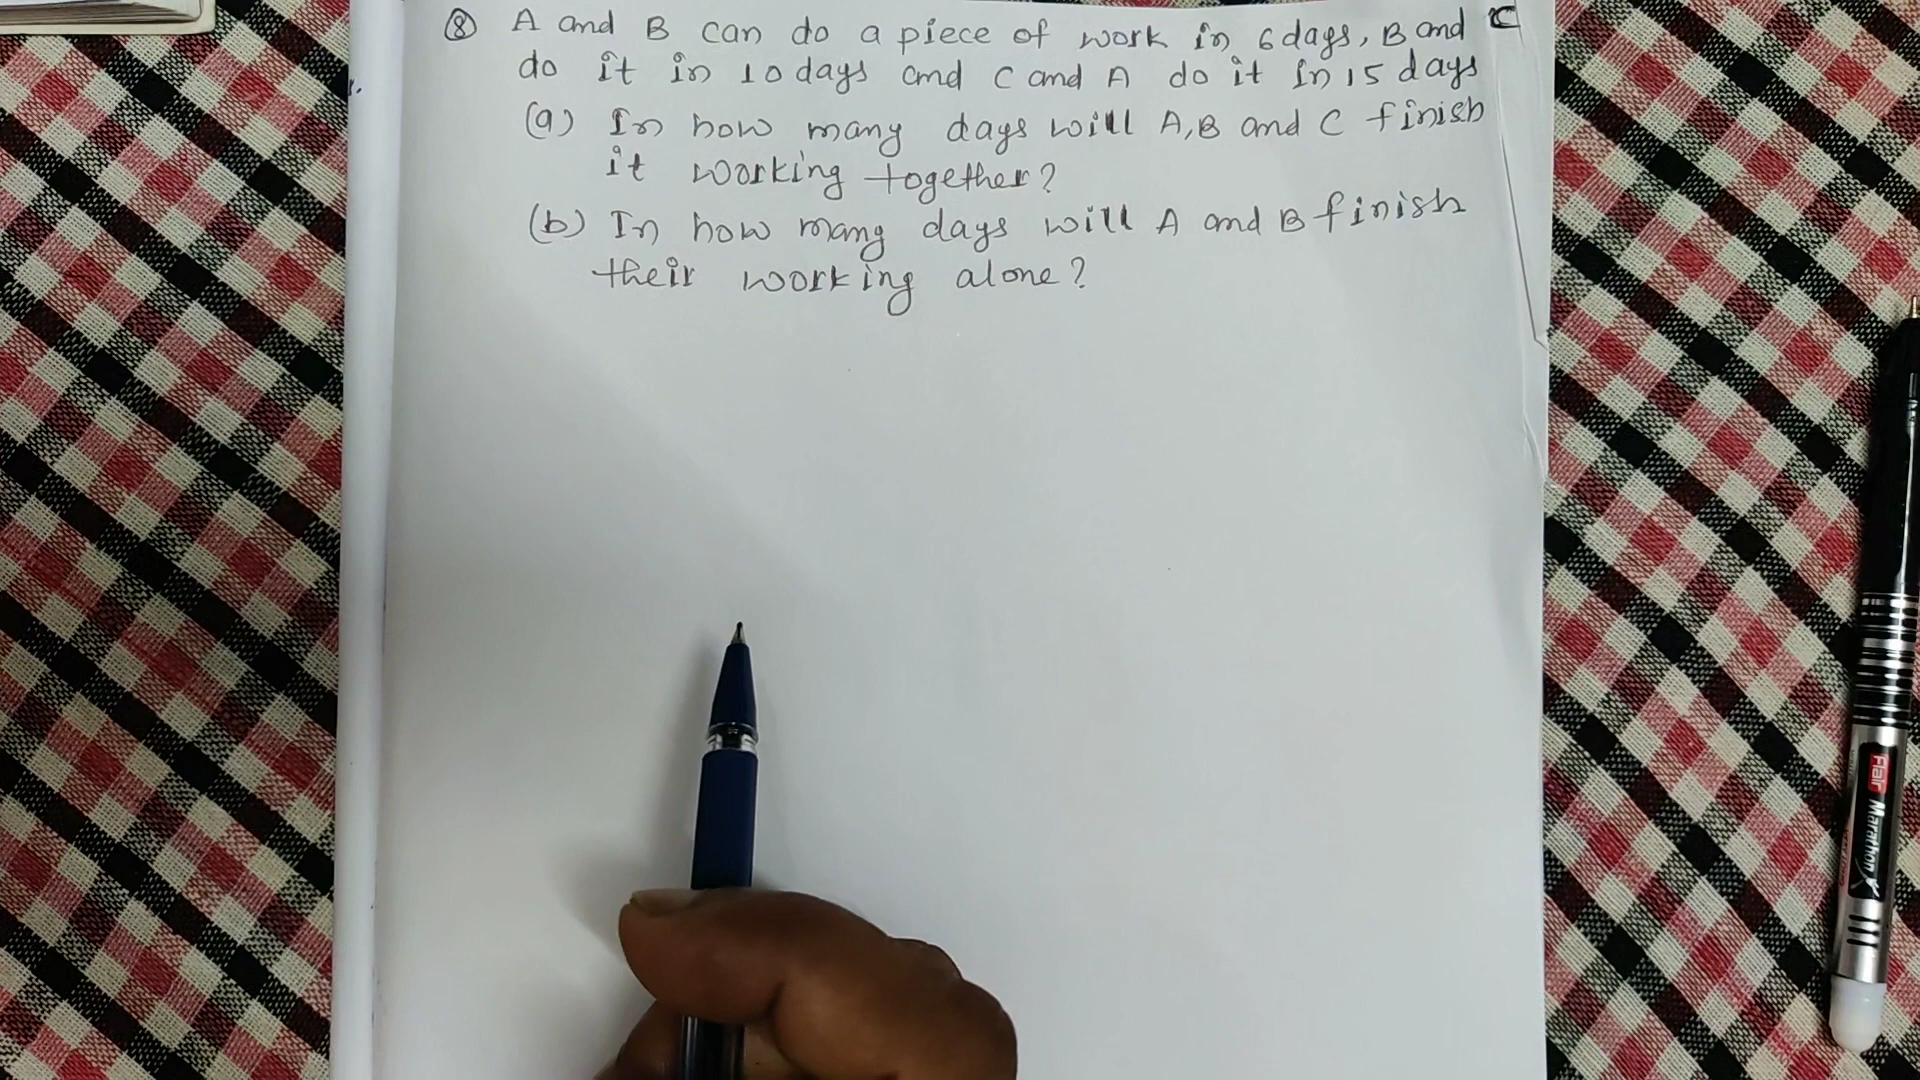 ⑧ A and B can do a piece of work in 6 days, B and C
do it in 10 days and C and A do it in 15 days
(a) In how many days will A, B and C finish
it working together?
(b) In how many days will A and B finish
their working alone?
Flair Marathon